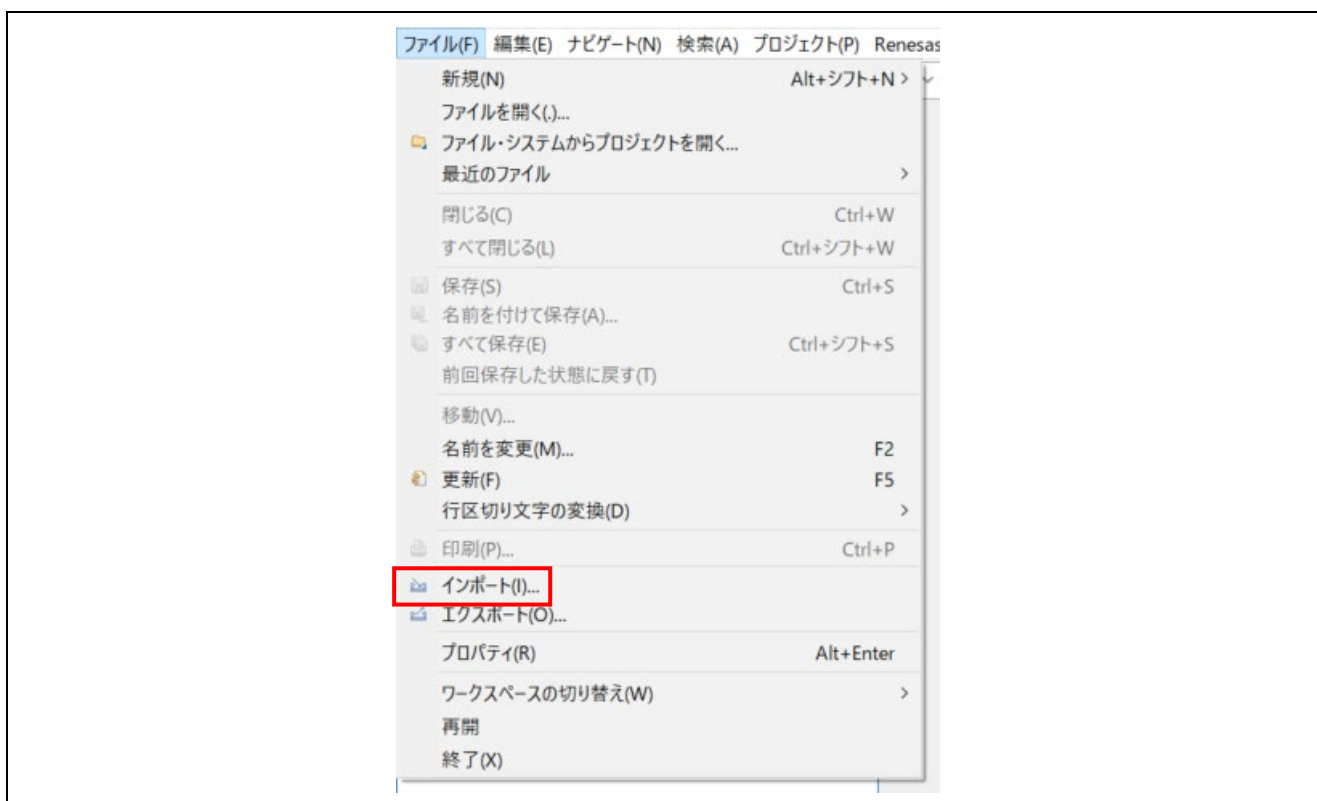 ファイル(F) 編集(E) ナビゲート(N) 検索(A) プロジェクト(P) Renesas
新規(N) Alt+シフト+N >
ファイルを開く(.)...
ファイル・システムからプロジェクトを開く...
最近のファイル >
閉じる(C) Ctrl+W
すべて閉じる(L) Ctrl+シフト+W
保存(S) Ctrl+S
名前を付けて保存(A)...
すべて保存(E) Ctrl+シフト+S
前回保存した状態に戻す(T)
移動(V)...
名前を変更(M)... F2
更新(F) F5
行区切り文字の変換(D) >
印刷(P)... Ctrl+P
インポート(I)...
エクスポート(O)...
プロパティ(R) Alt+Enter
ワークスペースの切り替え(W) >
再開
終了(X)